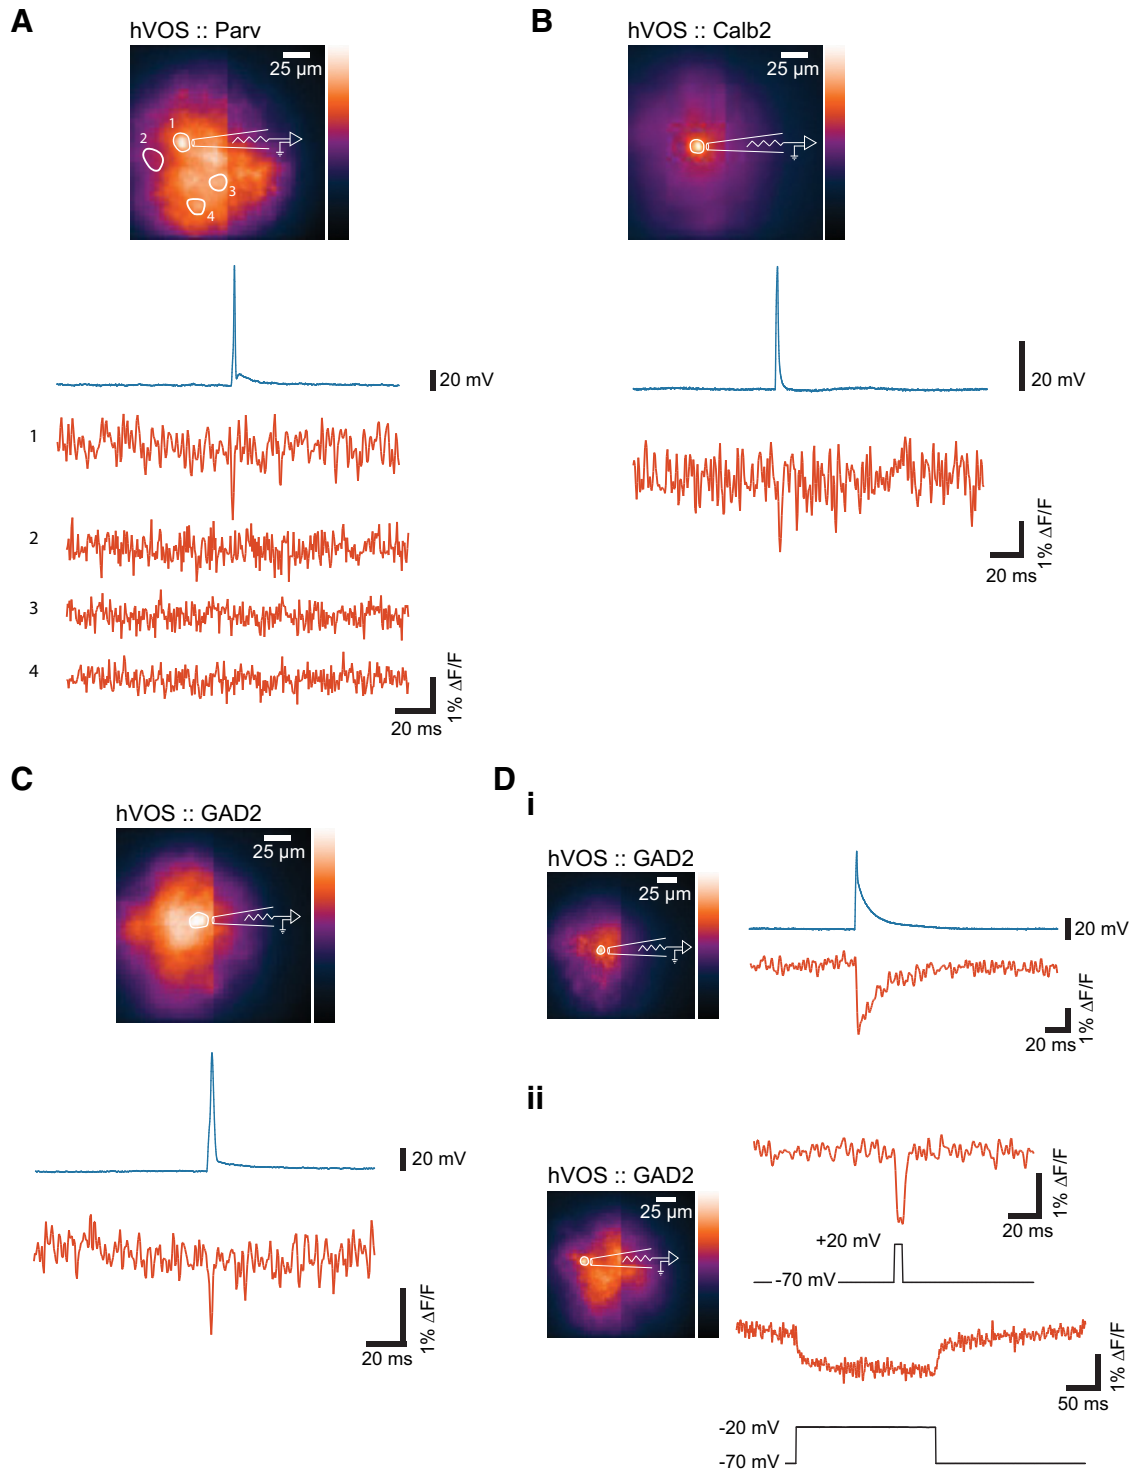 A
hVOS :: Parv
25 µm
1
2
3
4
20 mV
1
2
3
4
1% ΔF/F
20 ms
B
hVOS :: Calb2
25 µm
20 mV
1% ΔF/F
20 ms
C
hVOS :: GAD2
25 µm
20 mV
1% ΔF/F
20 ms
D
i
hVOS :: GAD2
25 µm
20 mV
1% ΔF/F
20 ms
ii
hVOS :: GAD2
25 µm
1% ΔF/F
20 ms
+20 mV
-70 mV
1% ΔF/F
50 ms
-20 mV
-70 mV